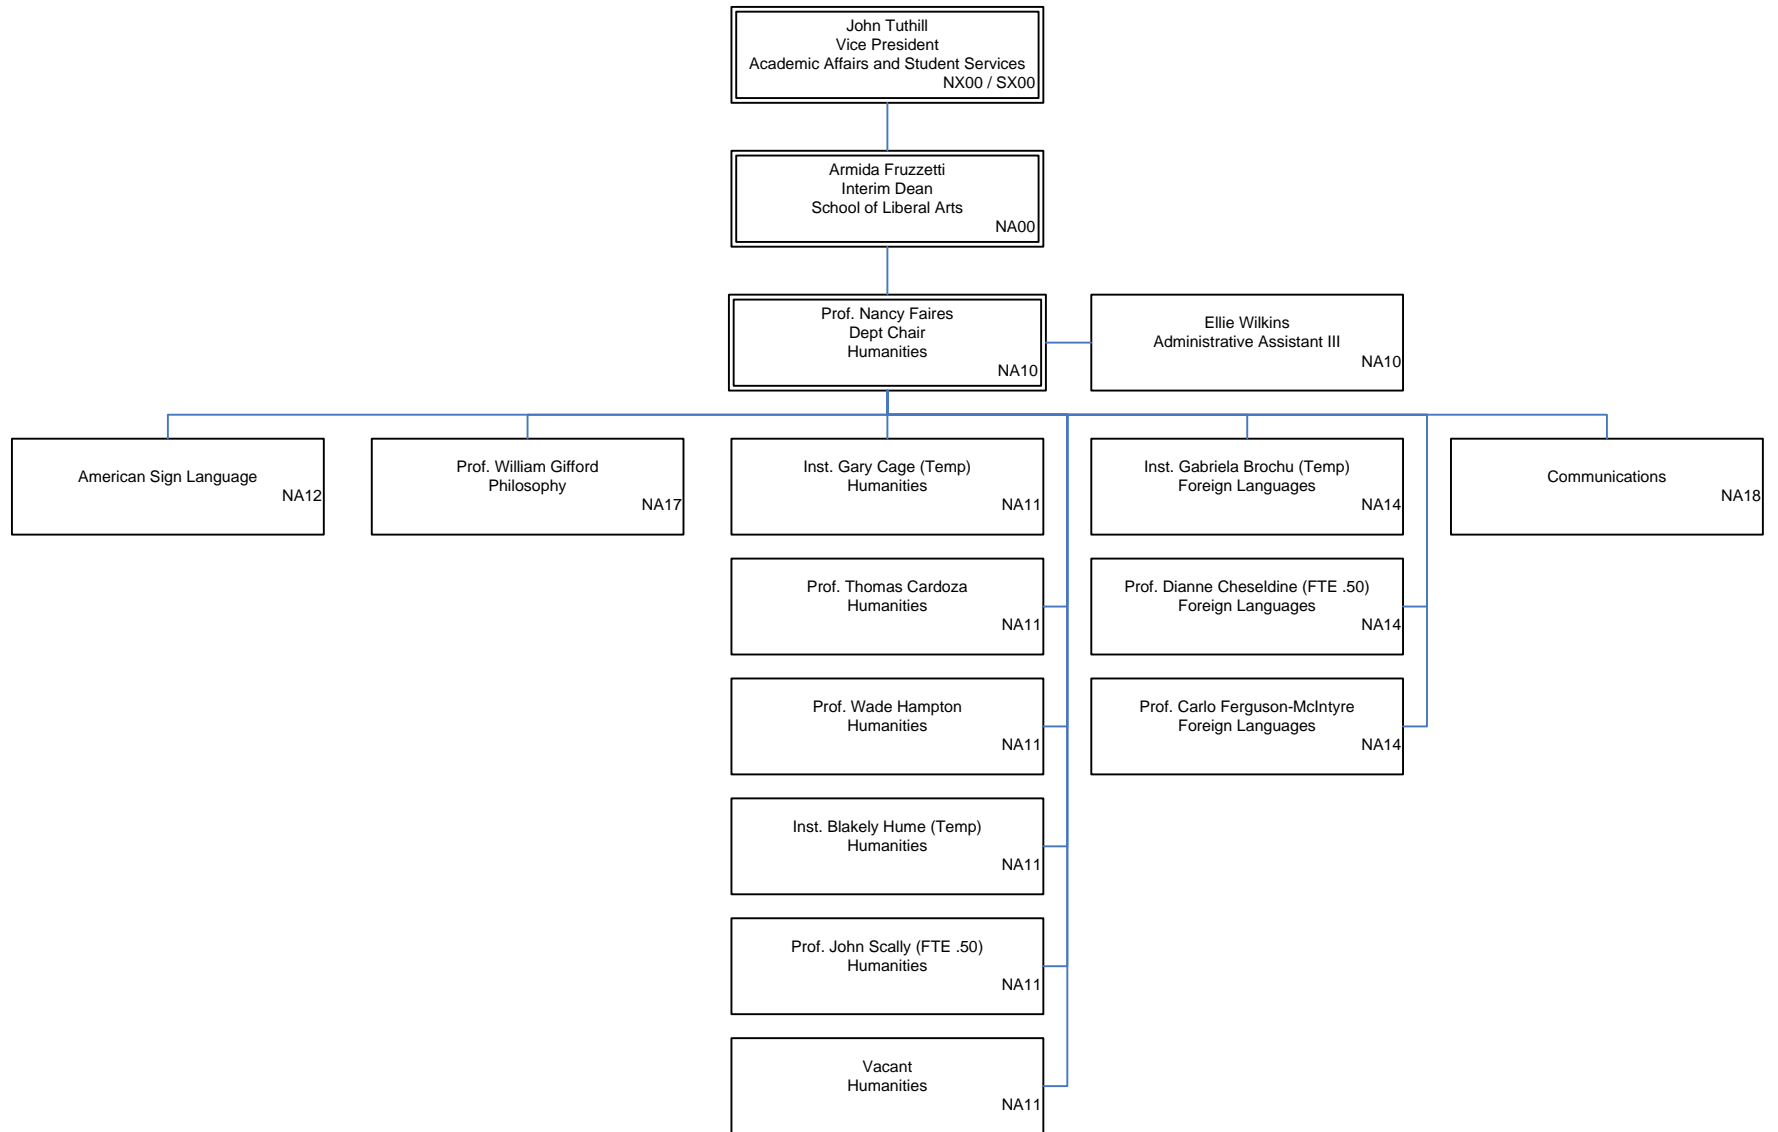 John Tuthill
Vice President
Academic Affairs and Student Services
NX00 / SX00
Armida Fruzzetti
Interim Dean
School of Liberal Arts
NA00
Prof. Nancy Faires
Dept Chair
Humanities
NA10
Ellie Wilkins
Administrative Assistant III
NA10
American Sign Language
NA12
Prof. William Gifford
Philosophy
NA17
Inst. Gary Cage (Temp)
Humanities
NA11
Inst. Gabriela Brochu (Temp)
Foreign Languages
NA14
Communications
NA18
Prof. Thomas Cardoza
Humanities
NA11
Prof. Dianne Cheseldine (FTE .50)
Foreign Languages
NA14
Prof. Wade Hampton
Humanities
NA11
Prof. Carlo Ferguson-McIntyre
Foreign Languages
NA14
Inst. Blakely Hume (Temp)
Humanities
NA11
Prof. John Scally (FTE .50)
Humanities
NA11
Vacant
Humanities
NA11